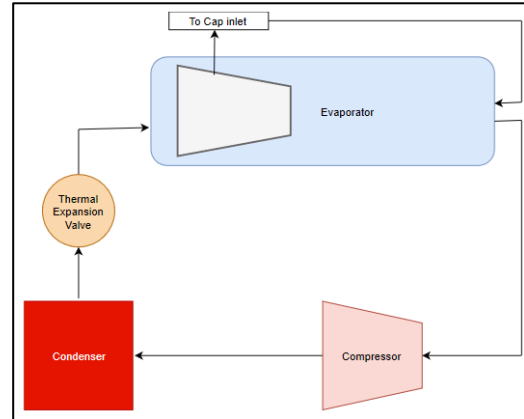 To Cap inlet
Evaporator
Thermal
Expansion
Valve
Condenser
Compressor